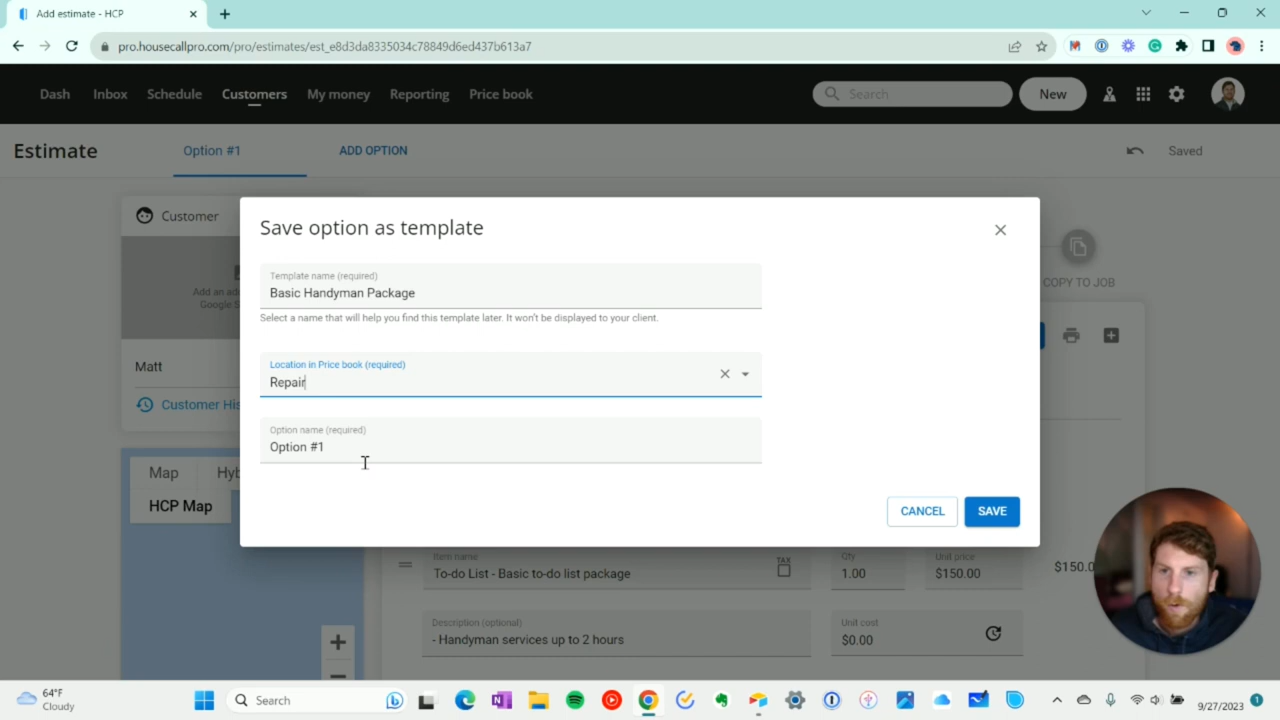 Add estimate - HCP
pro.housecallpro.com/pro/estimates/est_e8d3da8335034c78849d6ed437b613a7
Dash Inbox Schedule Customers My money Reporting Price book Search New
Estimate Option #1 ADD OPTION Saved
Customer
Save option as template
Template name (required)
Basic Handyman Package
Select a name that will help you find this template later. It won't be displayed to your client.
COPY TO JOB
Add an
Google
Location in Price book (required)
Repair
Matt
Customer His
Option name (required)
Option #1
Map Hyb
HCP Map
CANCEL SAVE
Item name TAX Qty Unit price
To-do List - Basic to-do list package 1.00 $150.00 $150.0
Description (optional) Unit cost
- Handyman services up to 2 hours $0.00
64°F
Cloudy
Search
9/27/2023
1